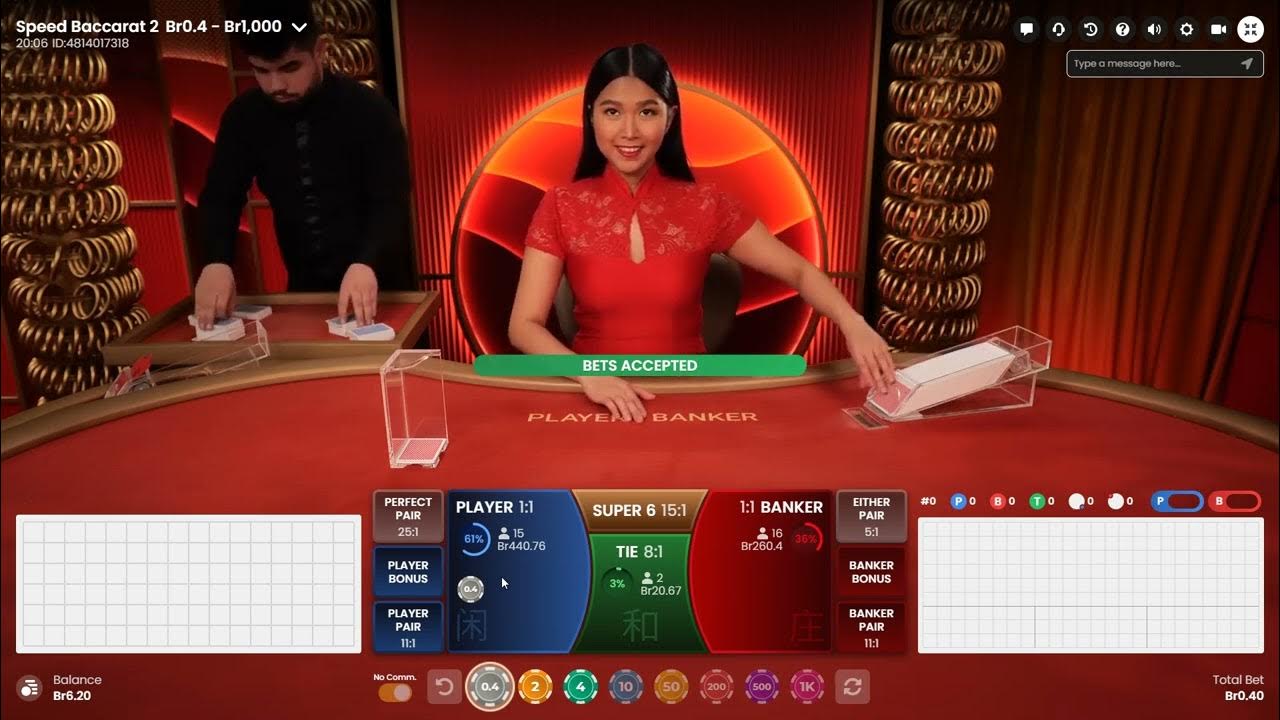 Speed Baccarat 2 Br0.4 - Br1,000
20:06 ID:4814017318
Type a message here...
BETS ACCEPTED
PLAYER BANKER
PERFECT PAIR
25:1
PLAYER BONUS
PLAYER PAIR
11:1
PLAYER 1:1
61%
15
Br440.76
0.4
闲
SUPER 6 15:1
TIE 8:1
3%
2
Br20.67
和
1:1 BANKER
16
Br260.4
36%
庄
EITHER PAIR
5:1
BANKER BONUS
BANKER PAIR
11:1
#0 P 0 B 0 T 0 0 0 P B
Balance
Br6.20
No Comm.
0.4 2 4 10 50 200 500 1K
Total Bet
Br0.40